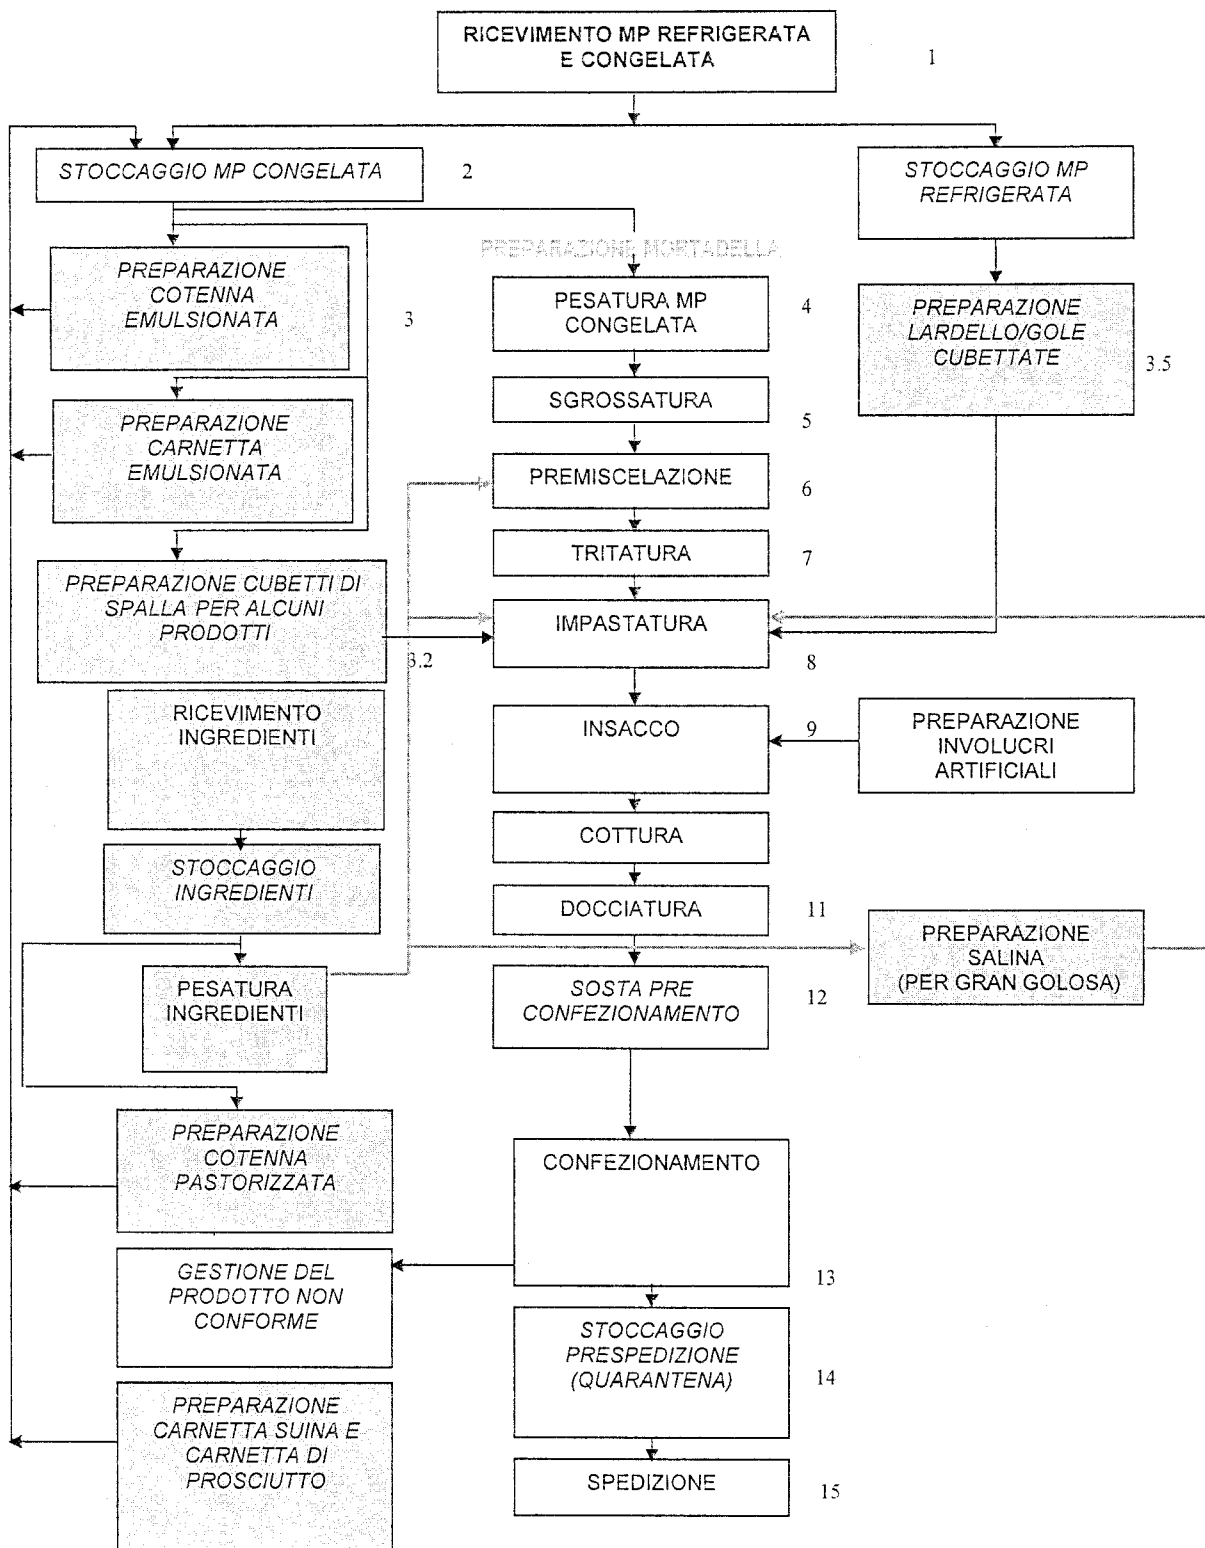 RICEVIMENTO MP REFRIGERATA
E CONGELATA
1
STOCCAGGIO MP CONGELATA
2
STOCCAGGIO MP
REFRIGERATA
PREPARAZIONE MORTADELLA
PREPARAZIONE
COTENNA
EMULSIONATA
3
PESATURA MP
CONGELATA
4
PREPARAZIONE
LARDELLO/GOLE
CUBETTATE
3.5
SGROSSATURA
5
PREPARAZIONE
CARNETTA
EMULSIONATA
PREMISCELAZIONE
6
TRITATURA
7
PREPARAZIONE CUBETTI DI
SPALLA PER ALCUNI
PRODOTTI
3.2
IMPASTATURA
8
RICEVIMENTO
INGREDIENTI
INSACCO
9
PREPARAZIONE
INVOLUCRI
ARTIFICIALI
COTTURA
STOCCAGGIO
INGREDIENTI
DOCCIATURA
11
PREPARAZIONE
SALINA
(PER GRAN GOLOSA)
PESATURA
INGREDIENTI
SOSTA PRE
CONFEZIONAMENTO
12
PREPARAZIONE
COTENNA
PASTORIZZATA
CONFEZIONAMENTO
13
GESTIONE DEL
PRODOTTO NON
CONFORME
STOCCAGGIO
PRESPEDIZIONE
(QUARANTENA)
14
PREPARAZIONE
CARNETTA SUINA E
CARNETTA DI
PROSCIUTTO
SPEDIZIONE
15